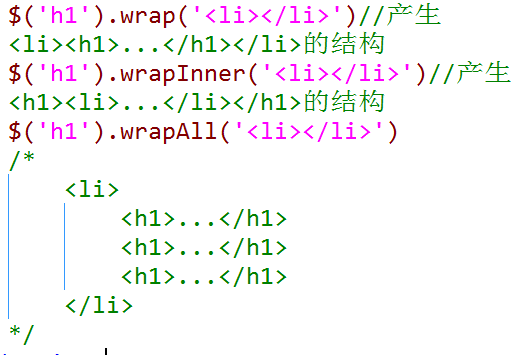 $('h1').wrap('<li></li>')//产生
<li><h1>...</h1></li>的结构
$('h1').wrapInner('<li></li>')//产生
<h1><li>...</li></h1>的结构
$('h1').wrapAll('<li></li>')
/*
    <li>
        <h1>...</h1>
        <h1>...</h1>
        <h1>...</h1>
    </li>
*/